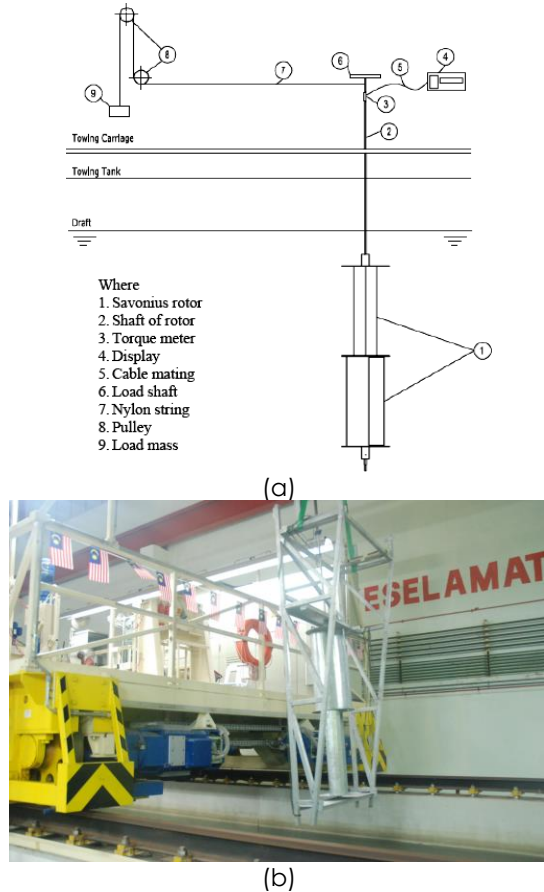 8
7
6
5
4
9
3
2
Towing Carriage
Towing Tank
Draft
Where
1. Savonius rotor
2. Shaft of rotor
3. Torque meter
4. Display
5. Cable mating
6. Load shaft
7. Nylon string
8. Pulley
9. Load mass
1
(a)
ESELAMAT
(b)